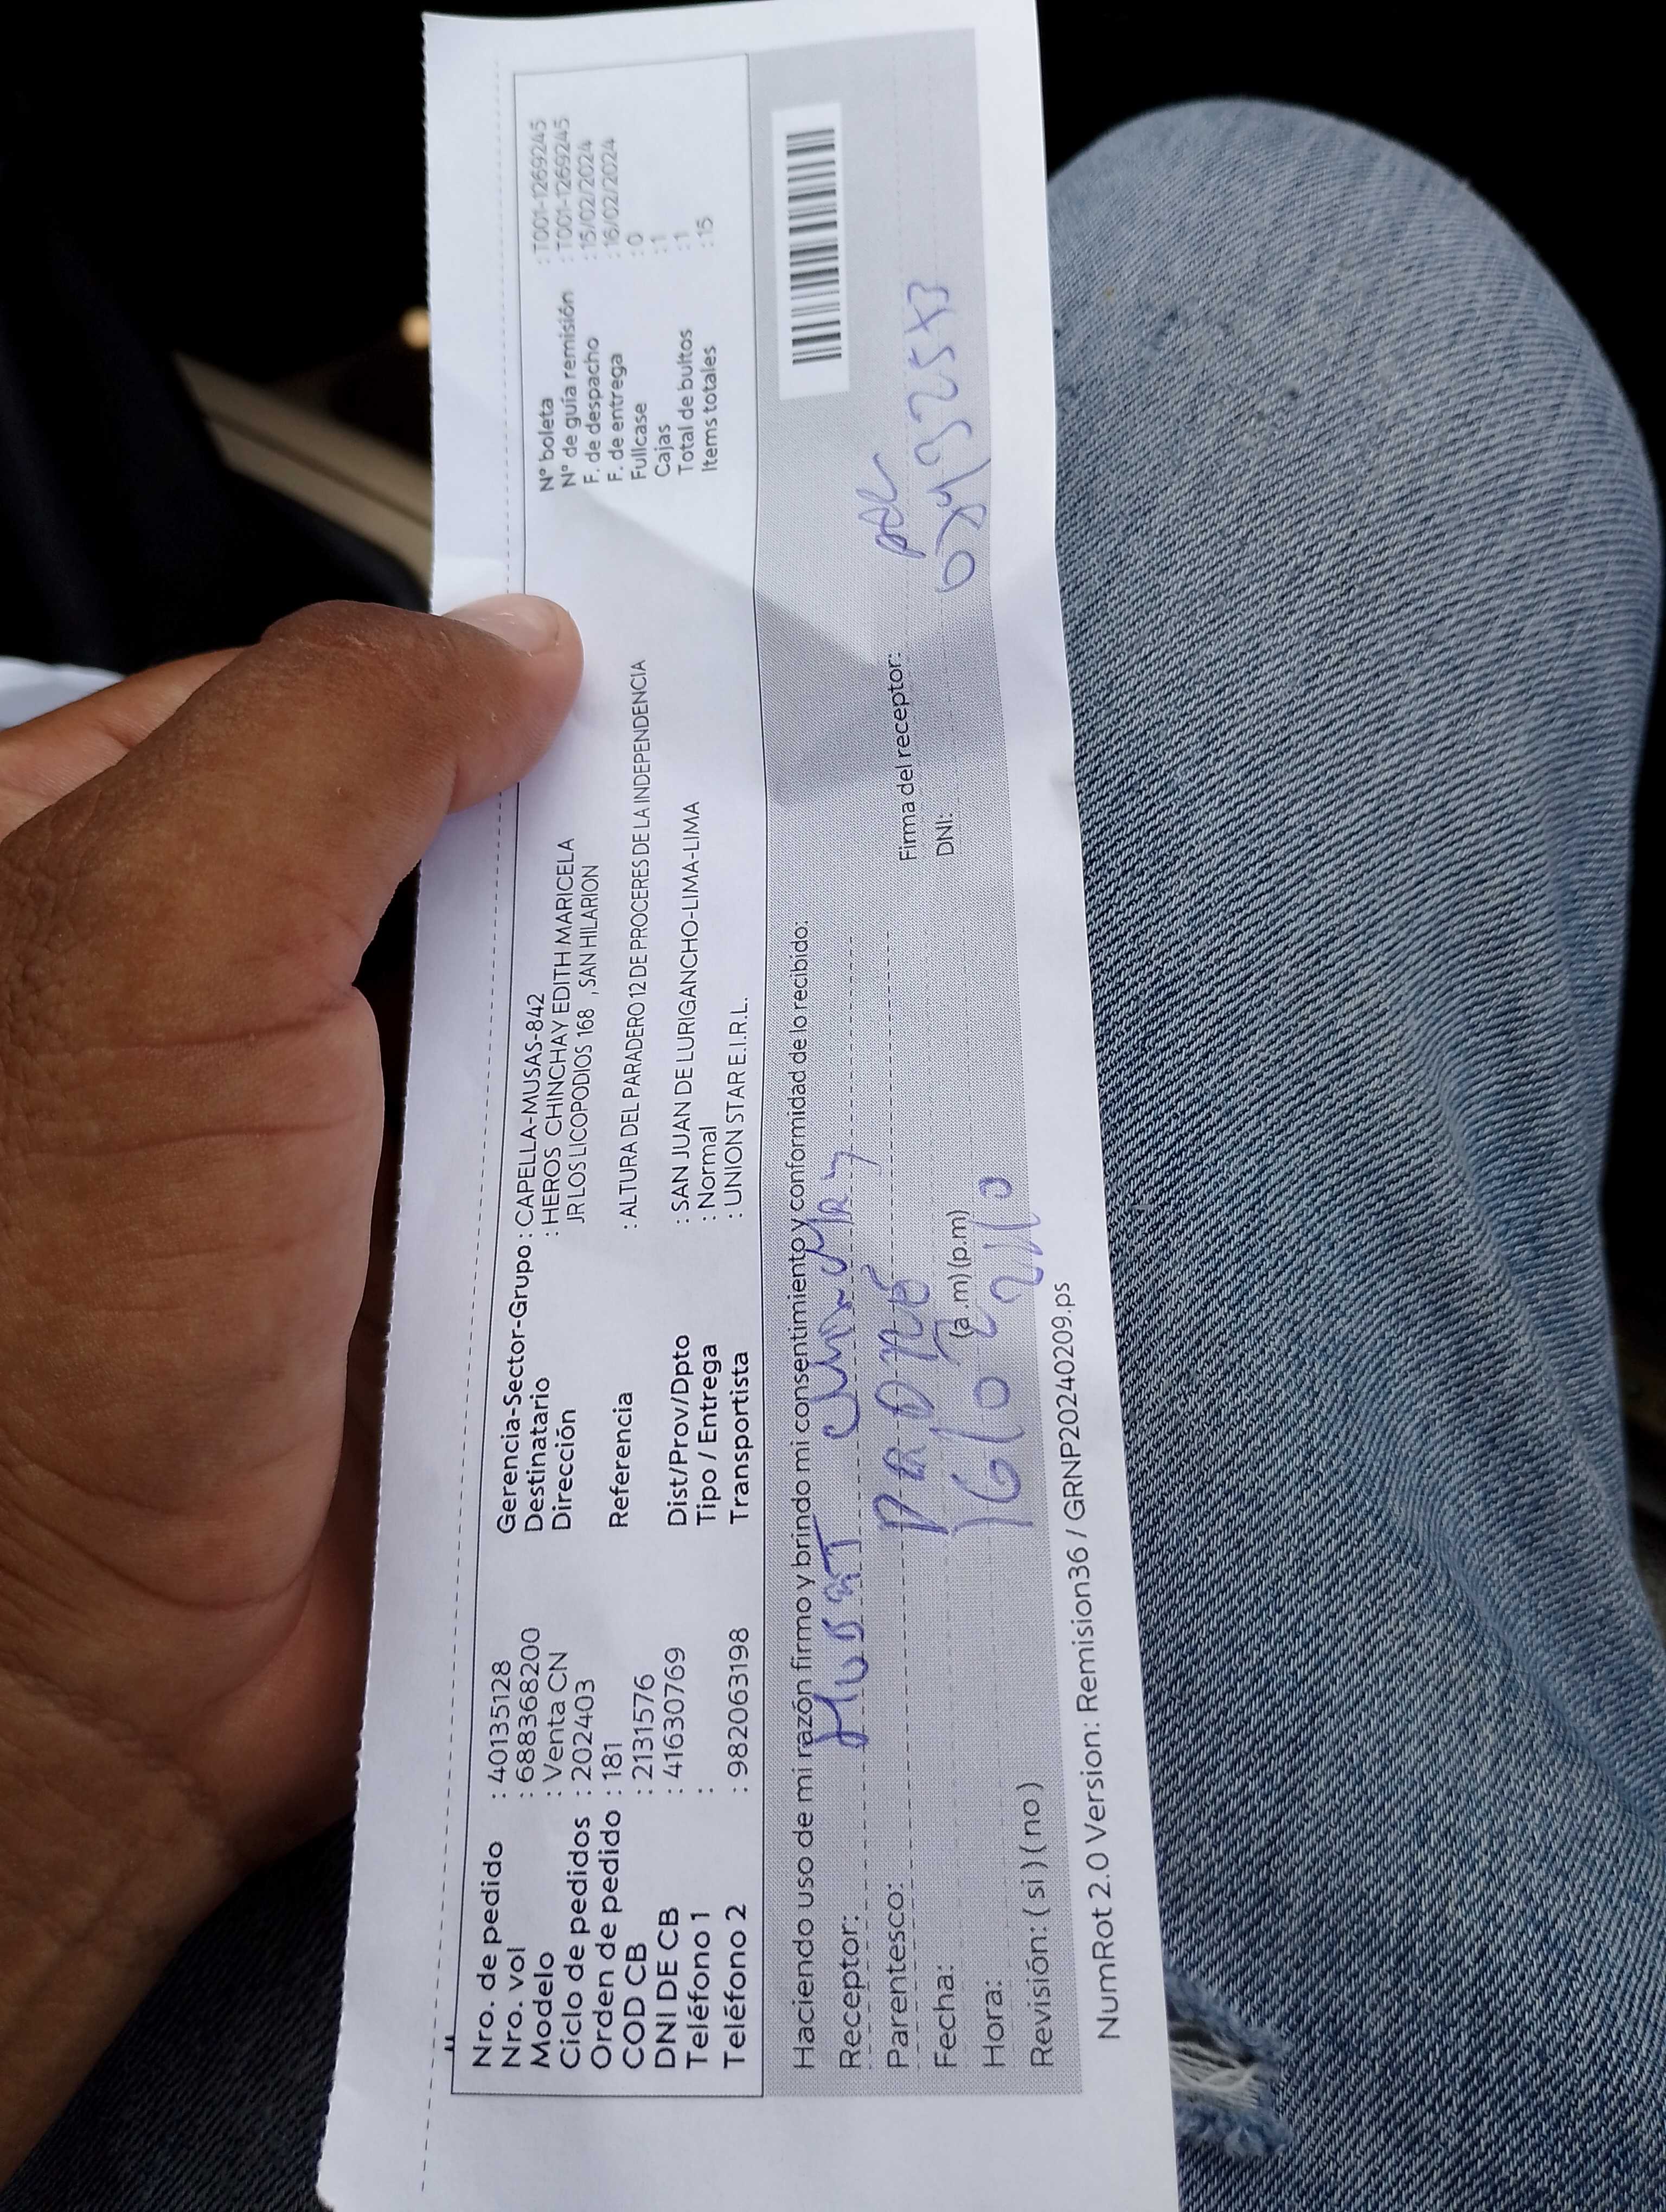 Nro. de pedido : 40135128
Nro. vol : 6883368200
Modelo : Venta CN
Ciclo de pedidos : 202403
Orden de pedido : 181
COD CB : 2131576
DNI DE CB : 41630769
Teléfono 1 :
Teléfono 2 : 982063198
Gerencia-Sector-Grupo : CAPELLA-MUSAS-842
Destinatario : HEROS CHINCHAY EDITH MARICELA
Dirección JR LOS LICOPODIOS 168 , SAN HILARION
Referencia : ALTURA DEL PARADERO 12 DE PROCERES DE LA INDEPENDENCIA
Dist/Prov/Dpto : SAN JUAN DE LURIGANCHO-LIMA-LIMA
Tipo / Entrega : Normal
Transportista : UNION STAR E.I.R.L.
N° boleta : T001-1269245
N° de guía remisión : T001-1269245
F. de despacho : 15/02/2024
F. de entrega : 16/02/2024
Fullcase : 0
Cajas : 1
Total de bultos : 1
Items totales : 15
Haciendo uso de mi razón firmo y brindo mi consentimiento y conformidad de lo recibido:
Receptor:
Parentesco: PADRE
Fecha:
Hora: (a.m) (p.m)
Revisión: ( si ) ( no )
Firma del receptor:
DNI:
NumRot 2.0 Version: Remision36 / GRNP20240209.ps